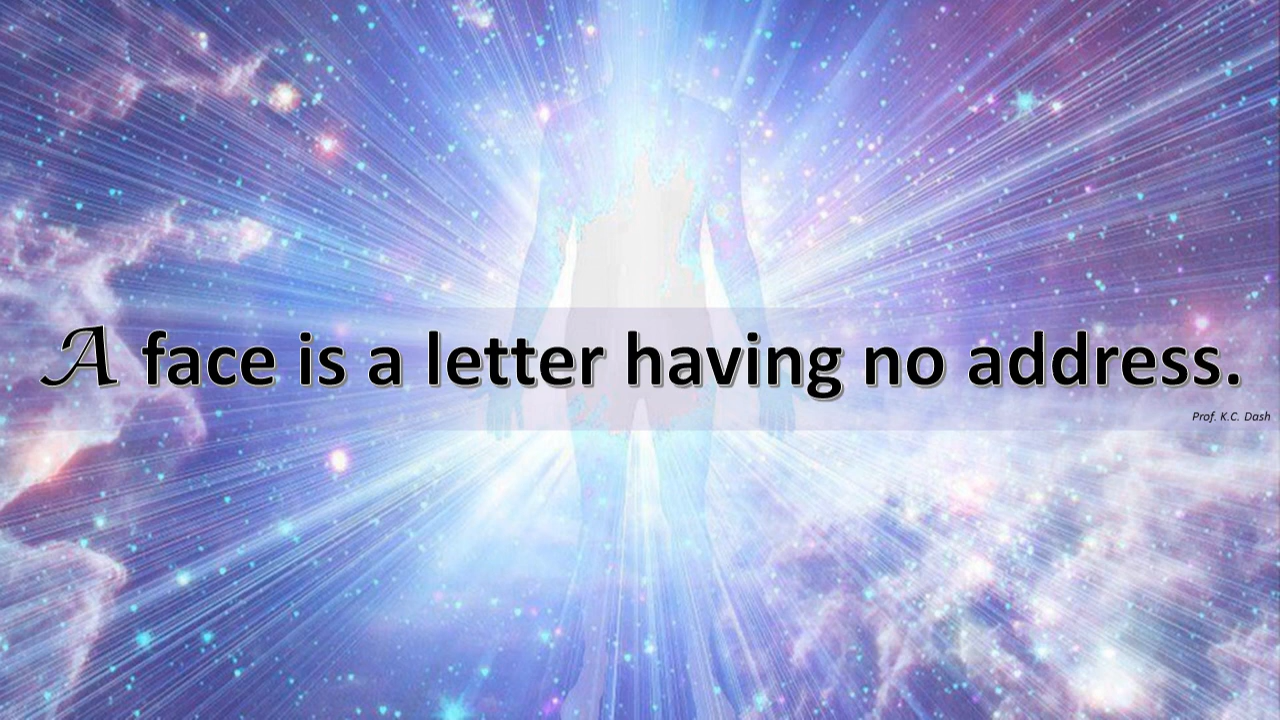 A face is a letter having no address.
Prof. K.C. Dash